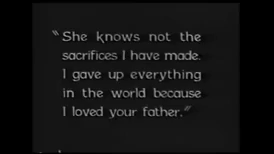 "She knows not the
sacrifices I have made.
I gave up everything
in the world because
I loved your father."